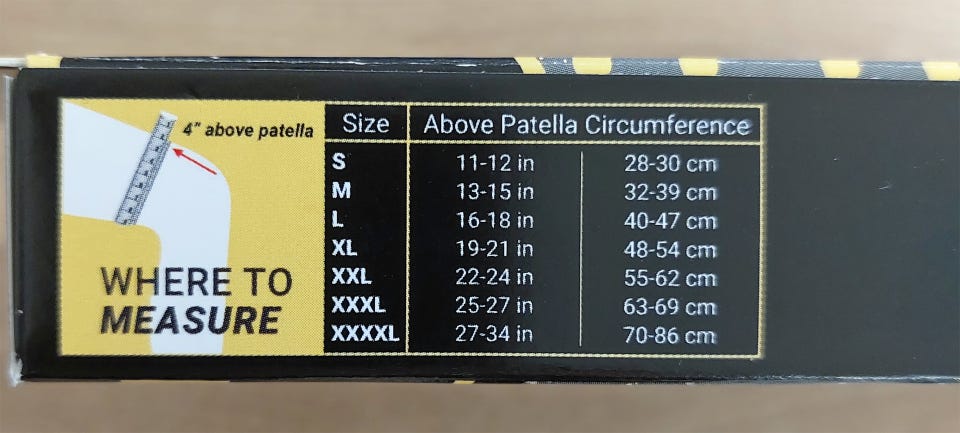 4" above patella
WHERE TO
MEASURE
Size Above Patella Circumference
S 11-12 in 28-30 cm
M 13-15 in 32-39 cm
L 16-18 in 40-47 cm
XL 19-21 in 48-54 cm
XXL 22-24 in 55-62 cm
XXXL 25-27 in 63-69 cm
XXXXL 27-34 in 70-86 cm